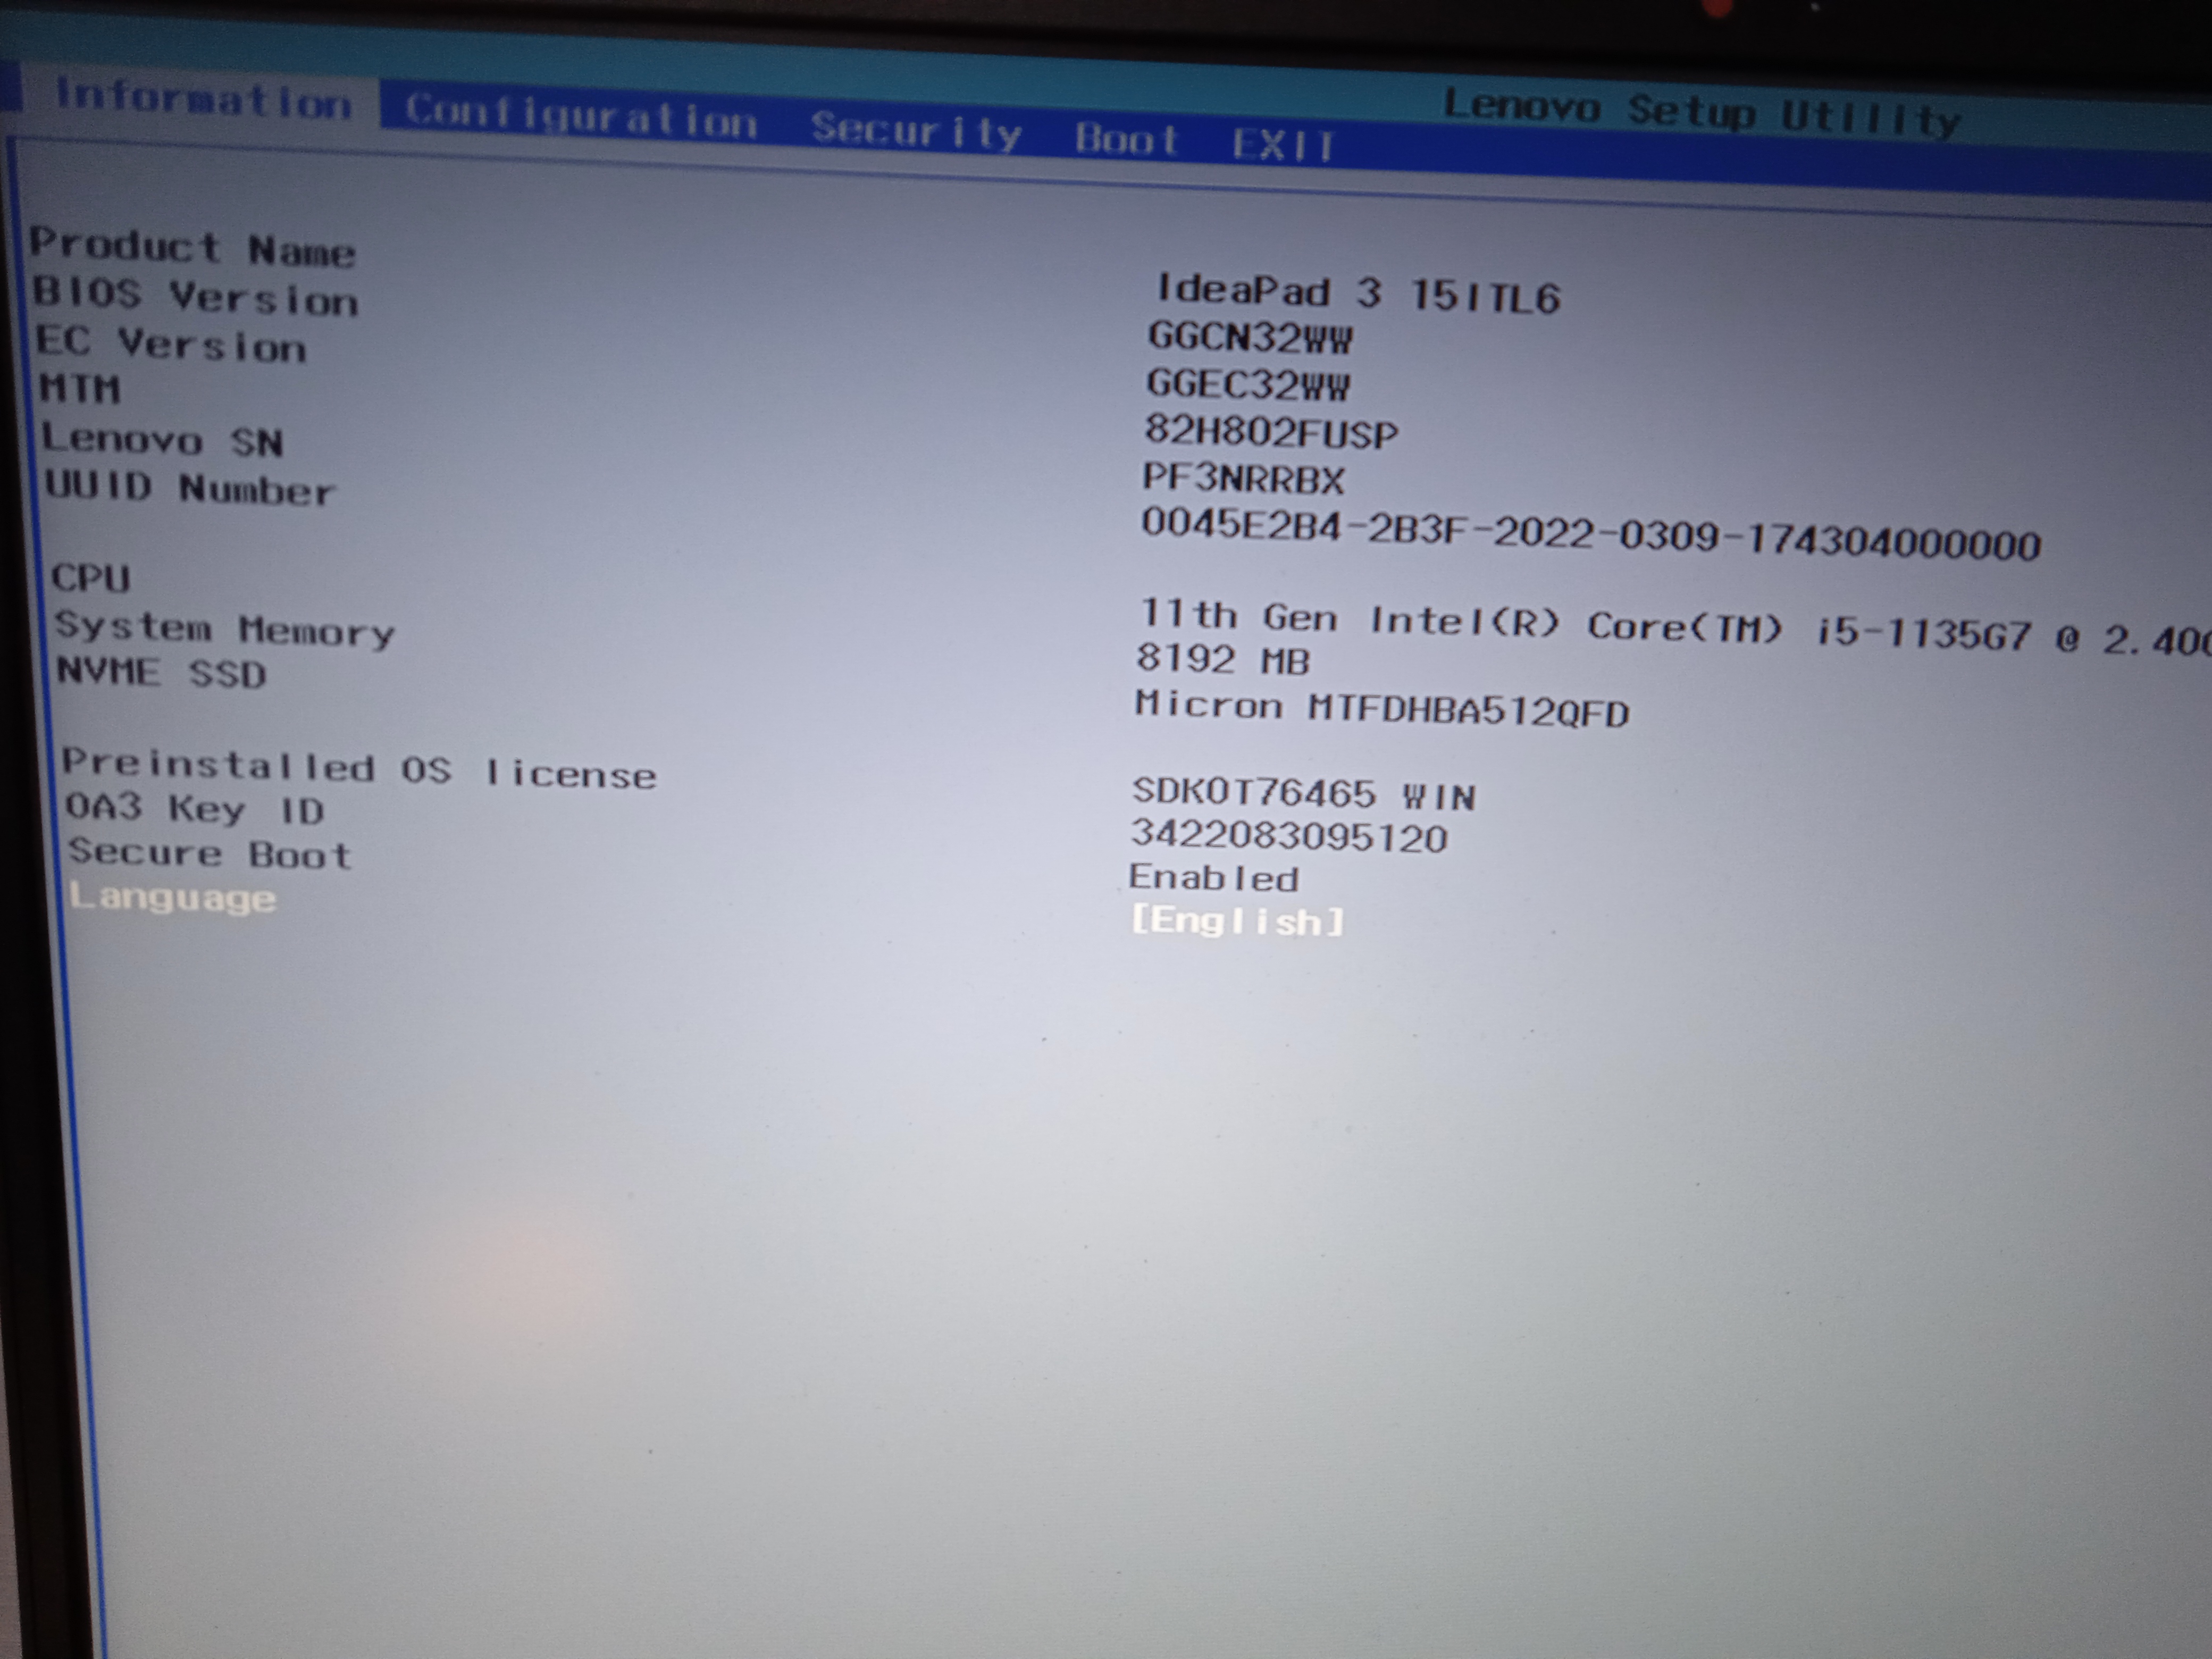 Lenovo Setup Utility
Information Configuration Security Boot EXIT
Product Name IdeaPad 3 15ITL6
BIOS Version GGCN32WW
EC Version GGEC32WW
MTM 82H802FUSP
Lenovo SN PF3NRRBX
UUID Number 0045E2B4-2B3F-2022-0309-174304000000
CPU 11th Gen Intel(R) Core(TM) i5-1135G7 @ 2.40
System Memory 8192 MB
NVME SSD Micron MTFDHBA512QFD
Preinstalled OS license SDK0T76465 WIN
OA3 Key ID 3422083095120
Secure Boot Enabled
Language [English]